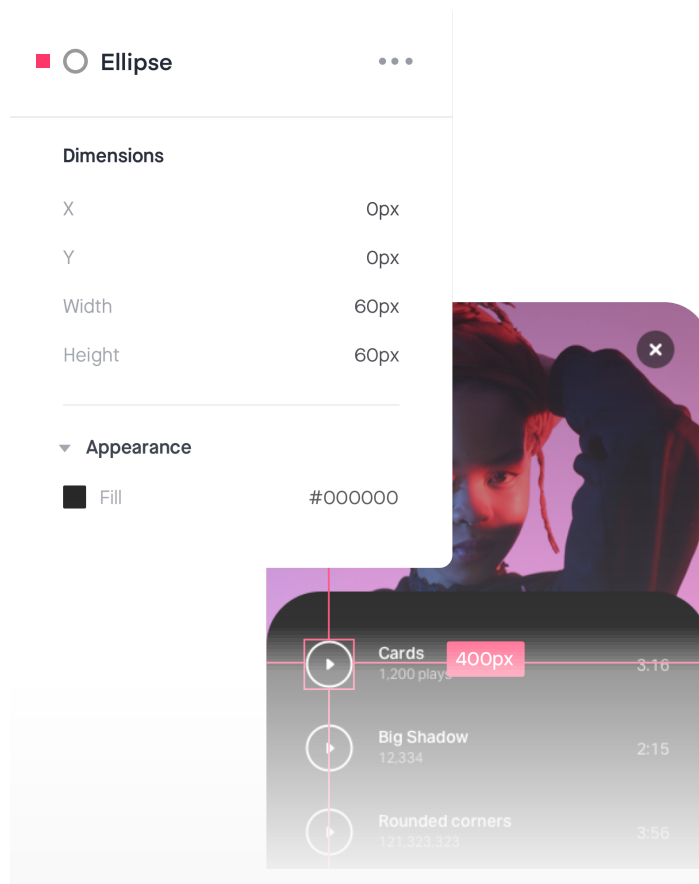 Ellipse
Dimensions
X 0px
Y 0px
Width 60px
Height 60px
Appearance
Fill #000000
Cards
400px
3.16
1,200 plays
Big Shadow
2:15
12,334
Rounded corners
3:56
121,323,323